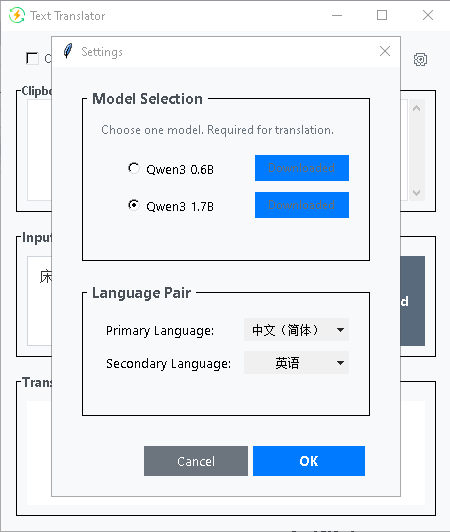 Text Translator
Settings
Clipbo
Model Selection
Choose one model. Required for translation.
Qwen3 0.6B Downloaded
Qwen3 1.7B Downloaded
Input
床
d
Language Pair
Primary Language: 中文（简体）
Secondary Language: 英语
Trans
Cancel OK